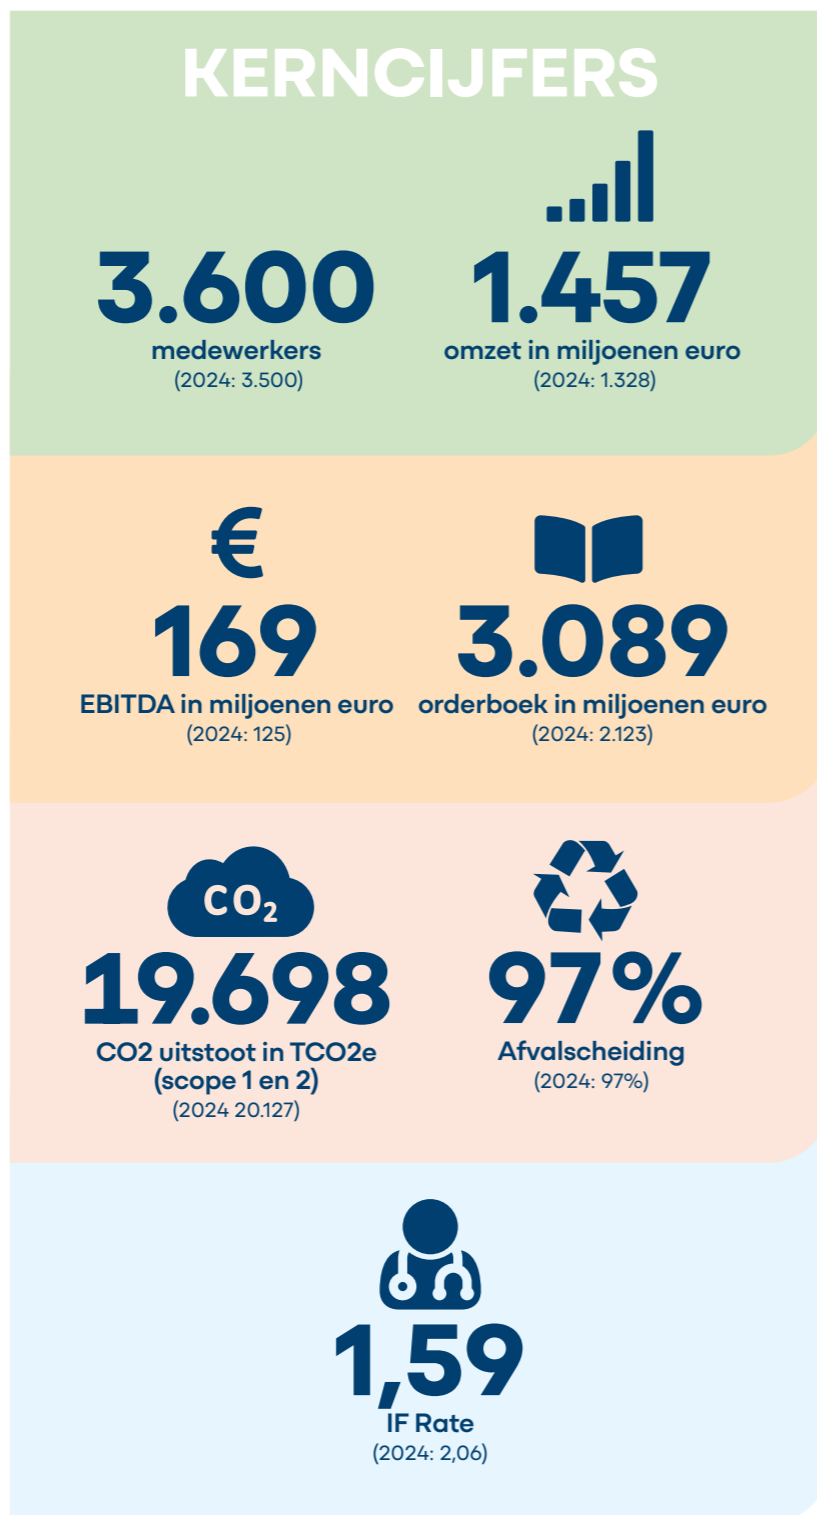 KERNCIJFERS
3.600
medewerkers
(2024: 3.500)
1.457
omzet in miljoenen euro
(2024: 1.328)
€
169
EBITDA in miljoenen euro
(2024: 125)
3.089
orderboek in miljoenen euro
(2024: 2.123)
CO₂
19.698
CO2 uitstoot in TCO2e
(scope 1 en 2)
(2024 20.127)
97%
Afvalscheiding
(2024: 97%)
1,59
IF Rate
(2024: 2,06)